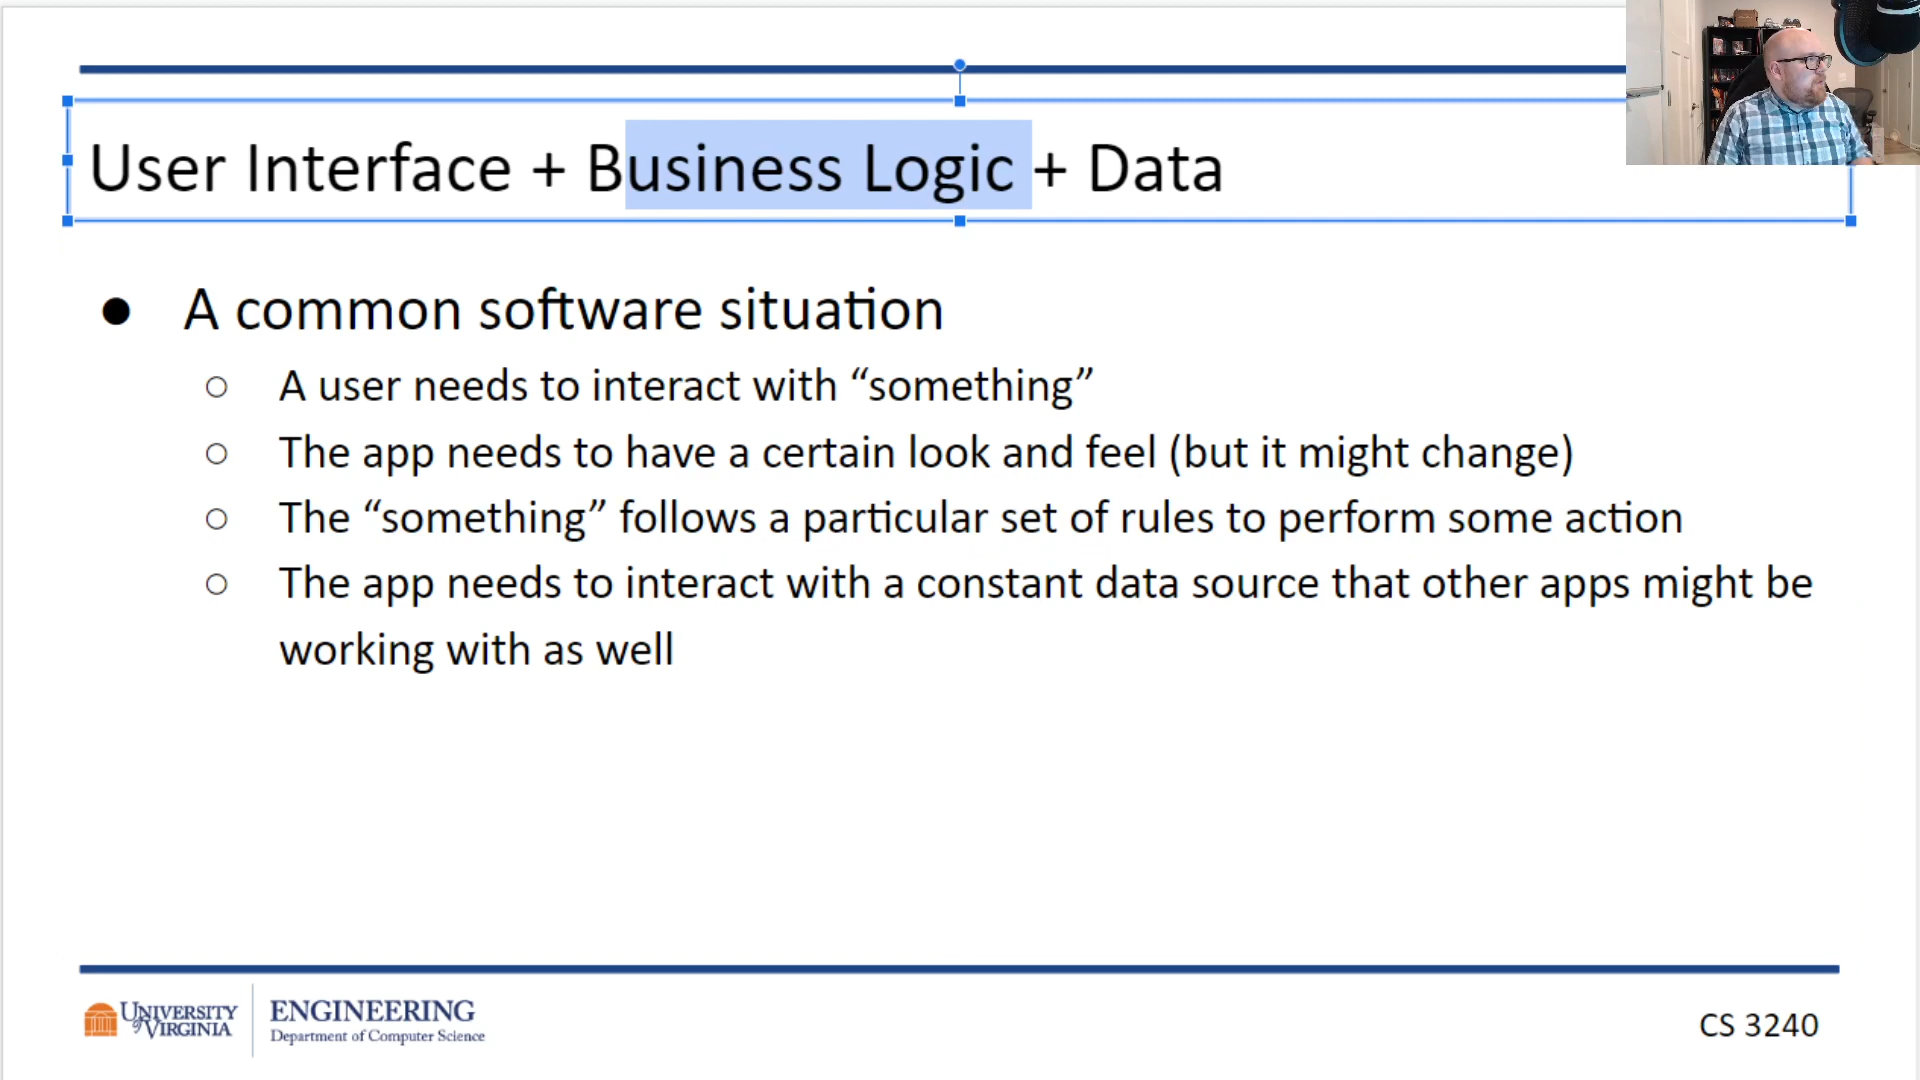 User Interface + Business Logic + Data
● A common software situation
○ A user needs to interact with “something”
○ The app needs to have a certain look and feel (but it might change)
○ The “something” follows a particular set of rules to perform some action
○ The app needs to interact with a constant data source that other apps might be
working with as well
UNIVERSITY
of VIRGINIA
ENGINEERING
Department of Computer Science
CS 3240